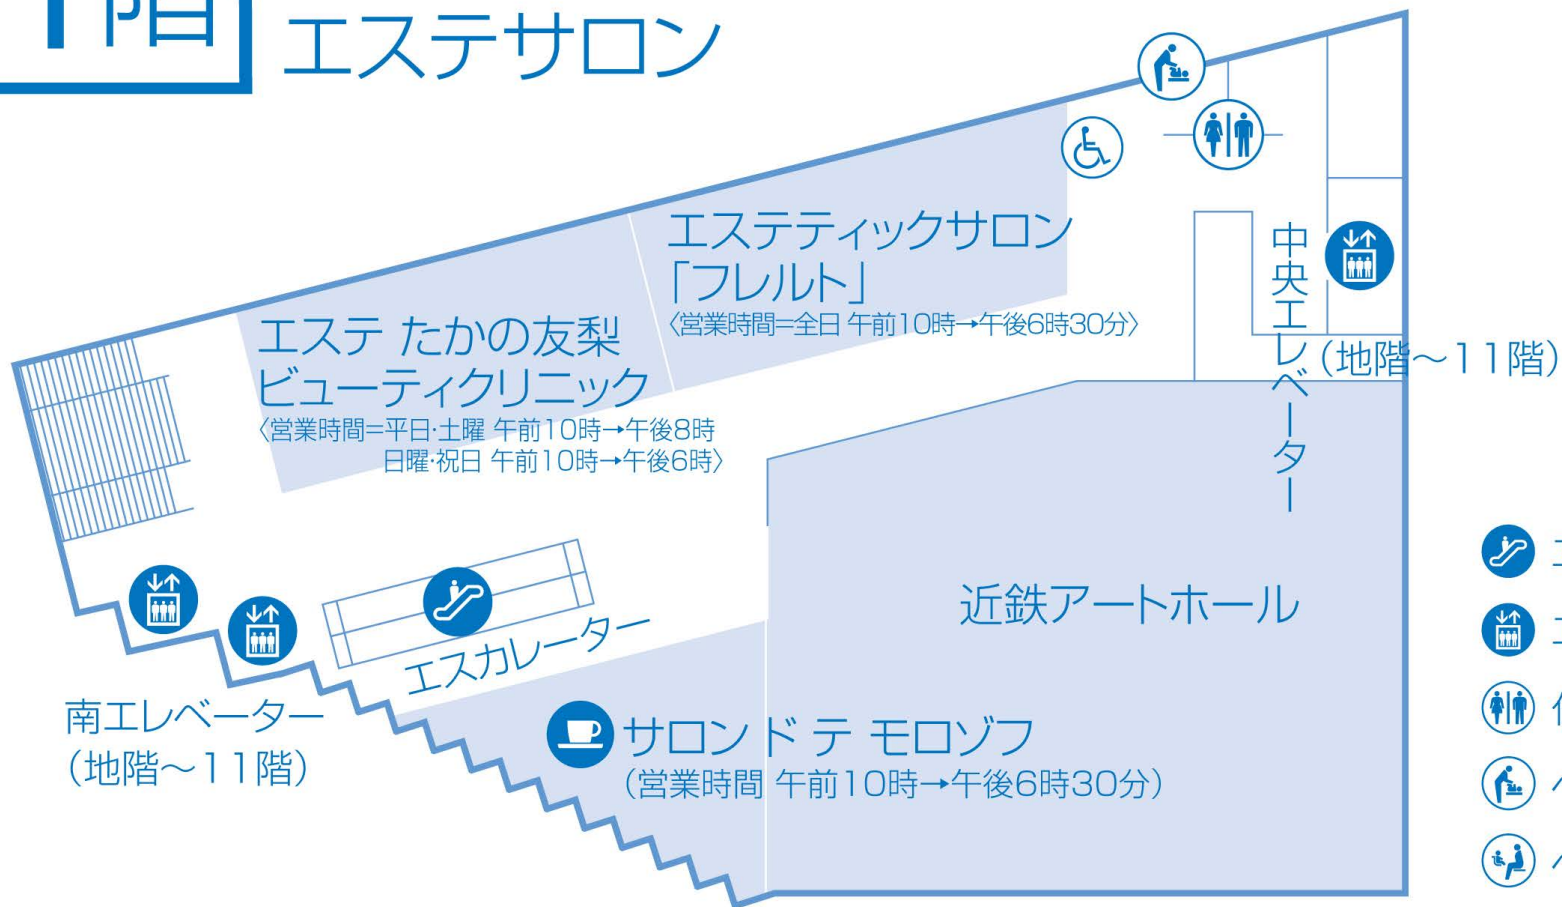 1階
エステサロン
エステティックサロン
「フレルト」
〈営業時間=全日 午前10時→午後6時30分〉
エステ たかの友梨
ビューティクリニック
〈営業時間=平日·土曜 午前10時→午後8時
日曜·祝日 午前10時→午後6時〉
中央エレベーター
(地階〜11階)
近鉄アートホール
エスカレーター
南エレベーター
(地階〜11階)
サロン ド テ モロゾフ
(営業時間 午前10時→午後6時30分)